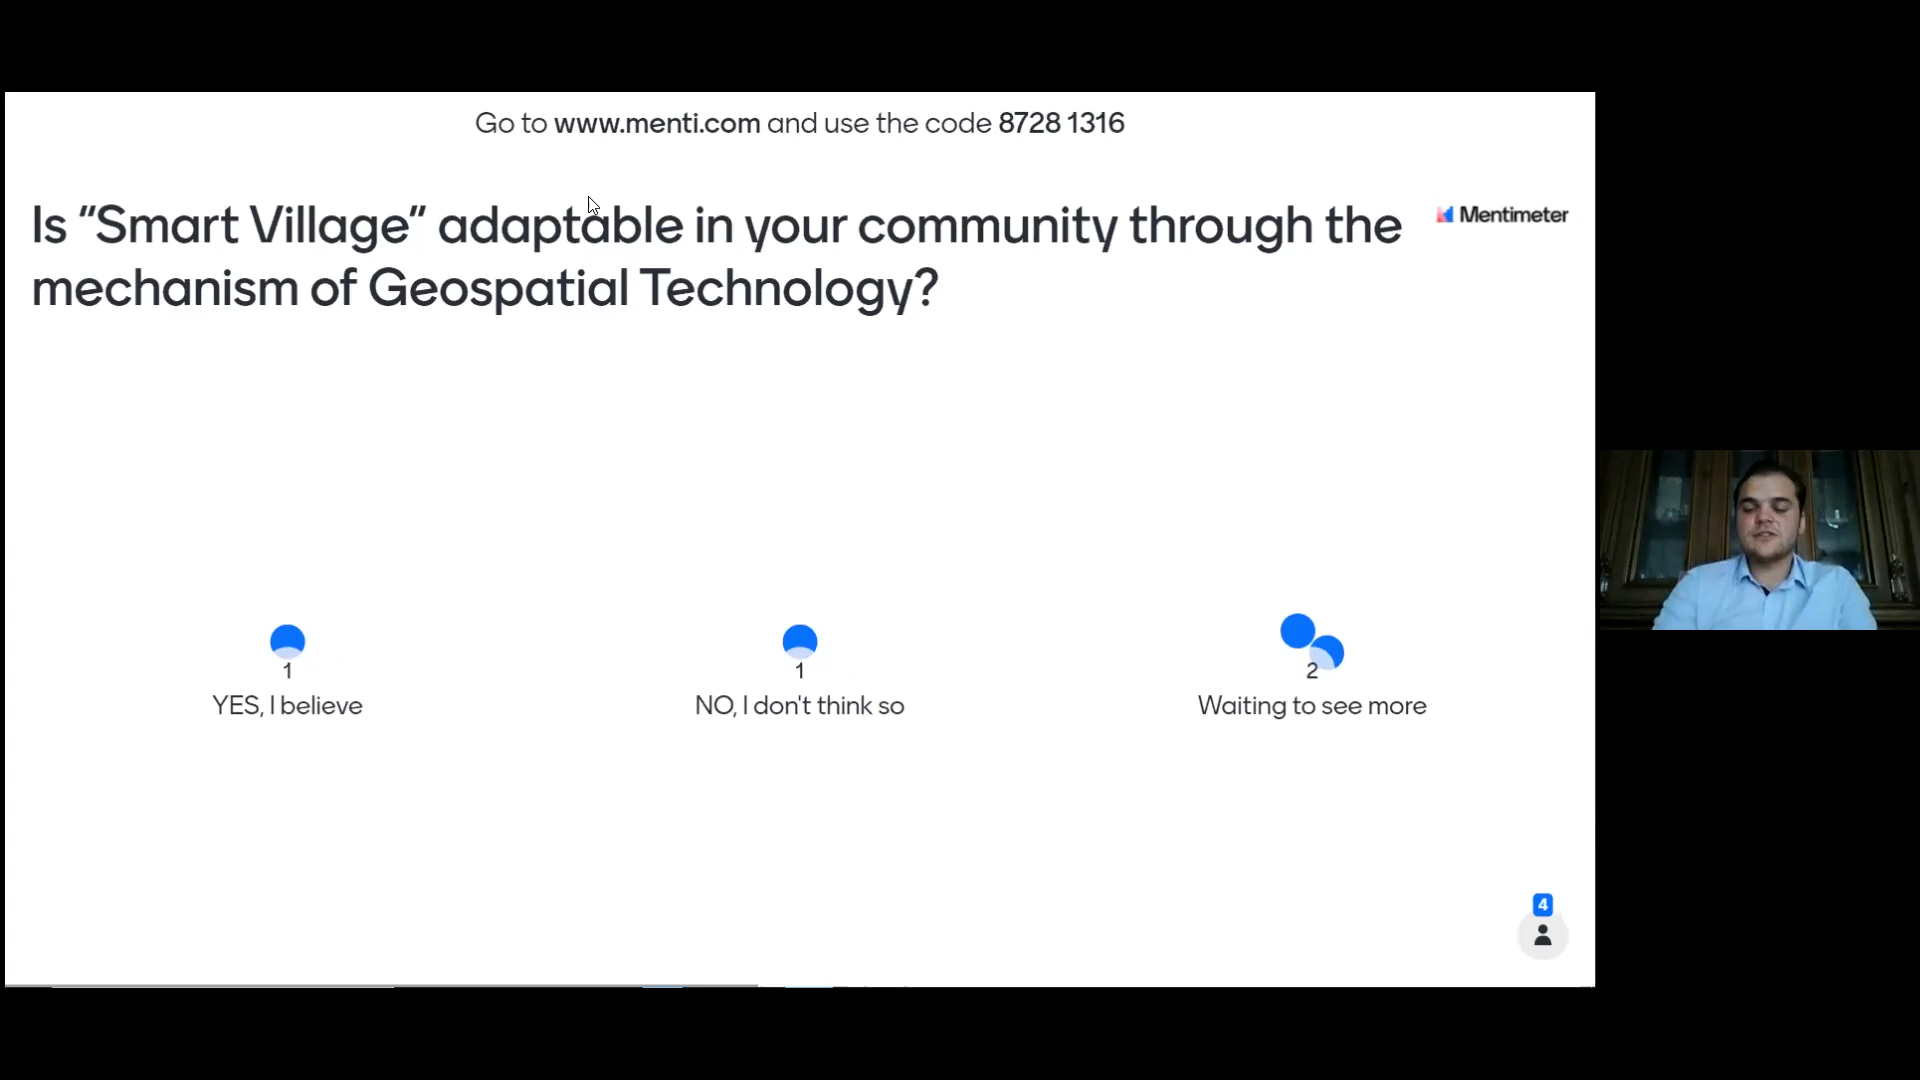 Go to www.menti.com and use the code 8728 1316
Is “Smart Village” adaptable in your community through the
mechanism of Geospatial Technology?
Mentimeter
1
YES, I believe
1
NO, I don't think so
2
Waiting to see more
4